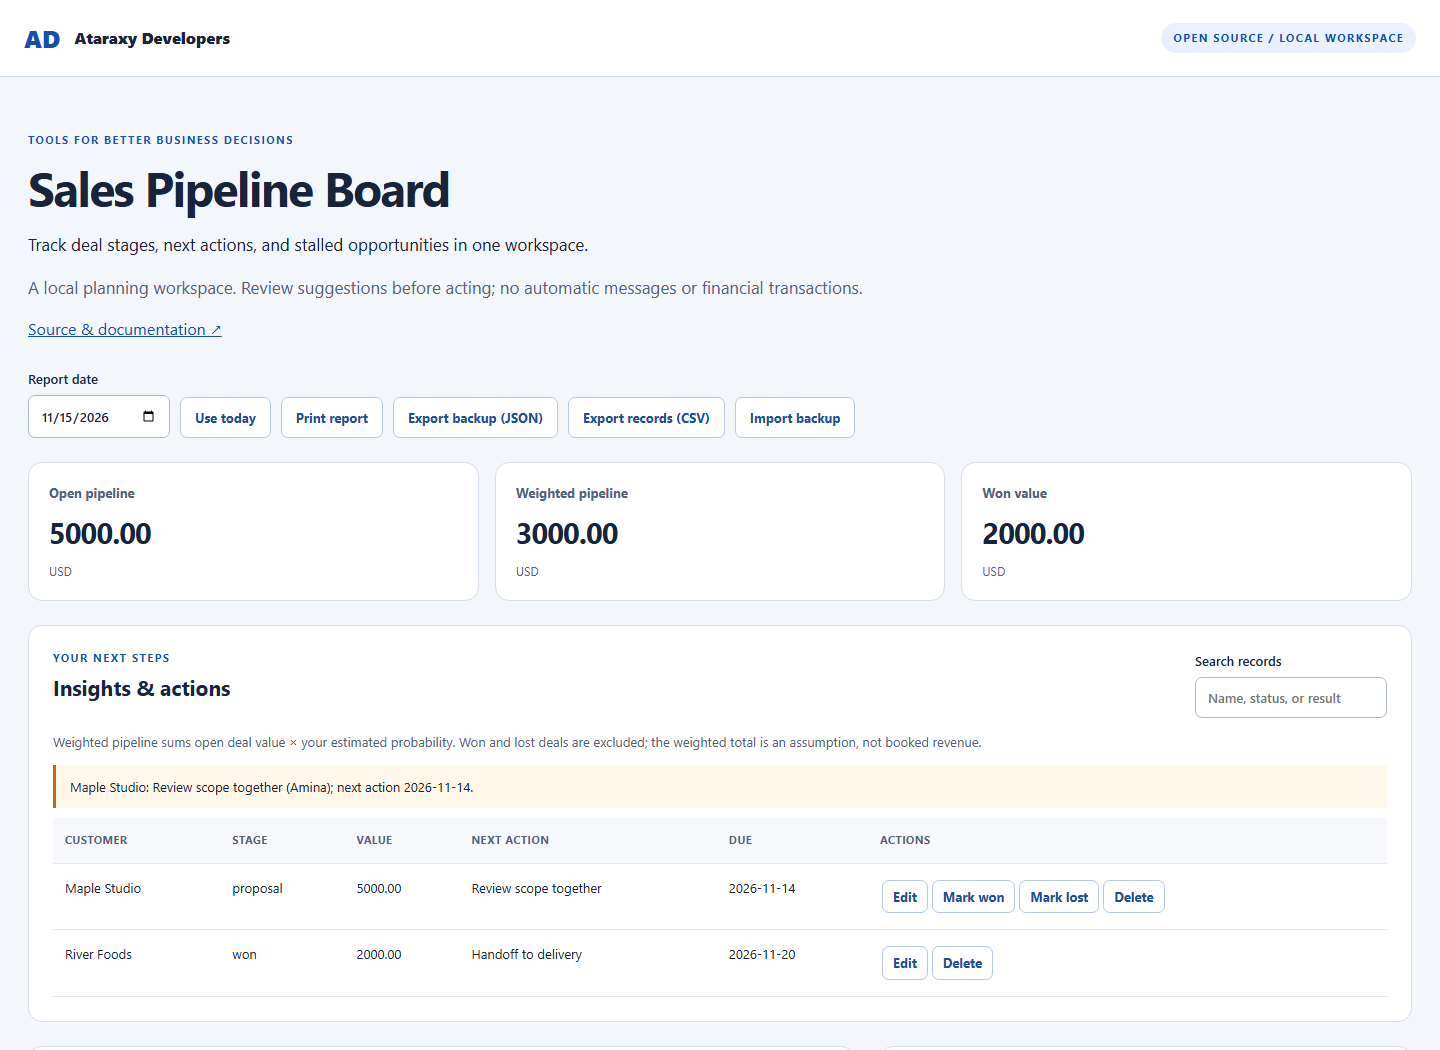 AD Ataraxy Developers
OPEN SOURCE / LOCAL WORKSPACE
TOOLS FOR BETTER BUSINESS DECISIONS
Sales Pipeline Board
Track deal stages, next actions, and stalled opportunities in one workspace.
A local planning workspace. Review suggestions before acting; no automatic messages or financial transactions.
Source & documentation ↗
Report date
11/15/2026 Use today Print report Export backup (JSON) Export records (CSV) Import backup
Open pipeline
5000.00
USD
Weighted pipeline
3000.00
USD
Won value
2000.00
USD
YOUR NEXT STEPS
Insights & actions
Search records
Name, status, or result
Weighted pipeline sums open deal value × your estimated probability. Won and lost deals are excluded; the weighted total is an assumption, not booked revenue.
Maple Studio: Review scope together (Amina); next action 2026-11-14.
CUSTOMER STAGE VALUE NEXT ACTION DUE ACTIONS
Maple Studio proposal 5000.00 Review scope together 2026-11-14 Edit Mark won Mark lost Delete
River Foods won 2000.00 Handoff to delivery 2026-11-20 Edit Delete